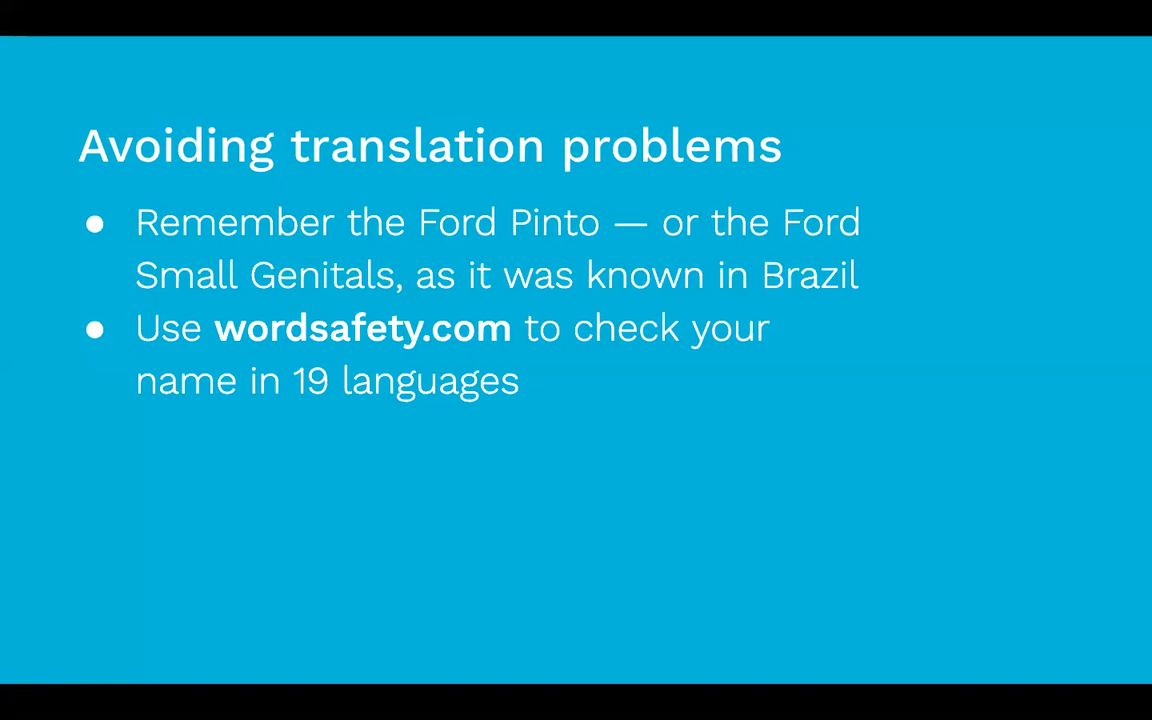 Avoiding translation problems
● Remember the Ford Pinto — or the Ford
Small Genitals, as it was known in Brazil
● Use wordsafety.com to check your
name in 19 languages